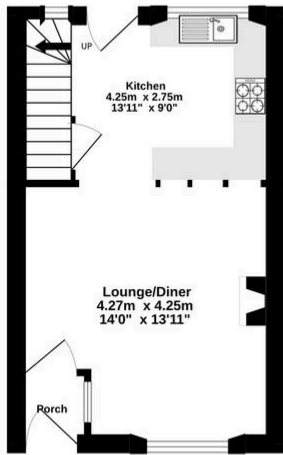 UP
Kitchen
4.25m x 2.75m
13'11" x 9'0"
Lounge/Diner
4.27m x 4.25m
14'0" x 13'11"
Porch